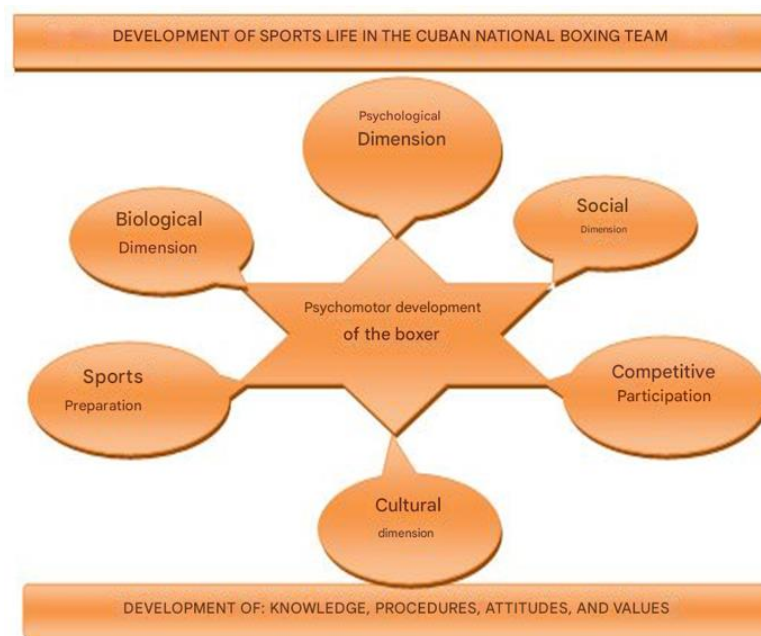 DEVELOPMENT OF SPORTS LIFE IN THE CUBAN NATIONAL BOXING TEAM
Psychological
Dimension
Biological
Dimension
Social
Dimension
Psychomotor development
of the boxer
Sports
Preparation
Competitive
Participation
Cultural
dimension
DEVELOPMENT OF: KNOWLEDGE, PROCEDURES, ATTITUDES, AND VALUES